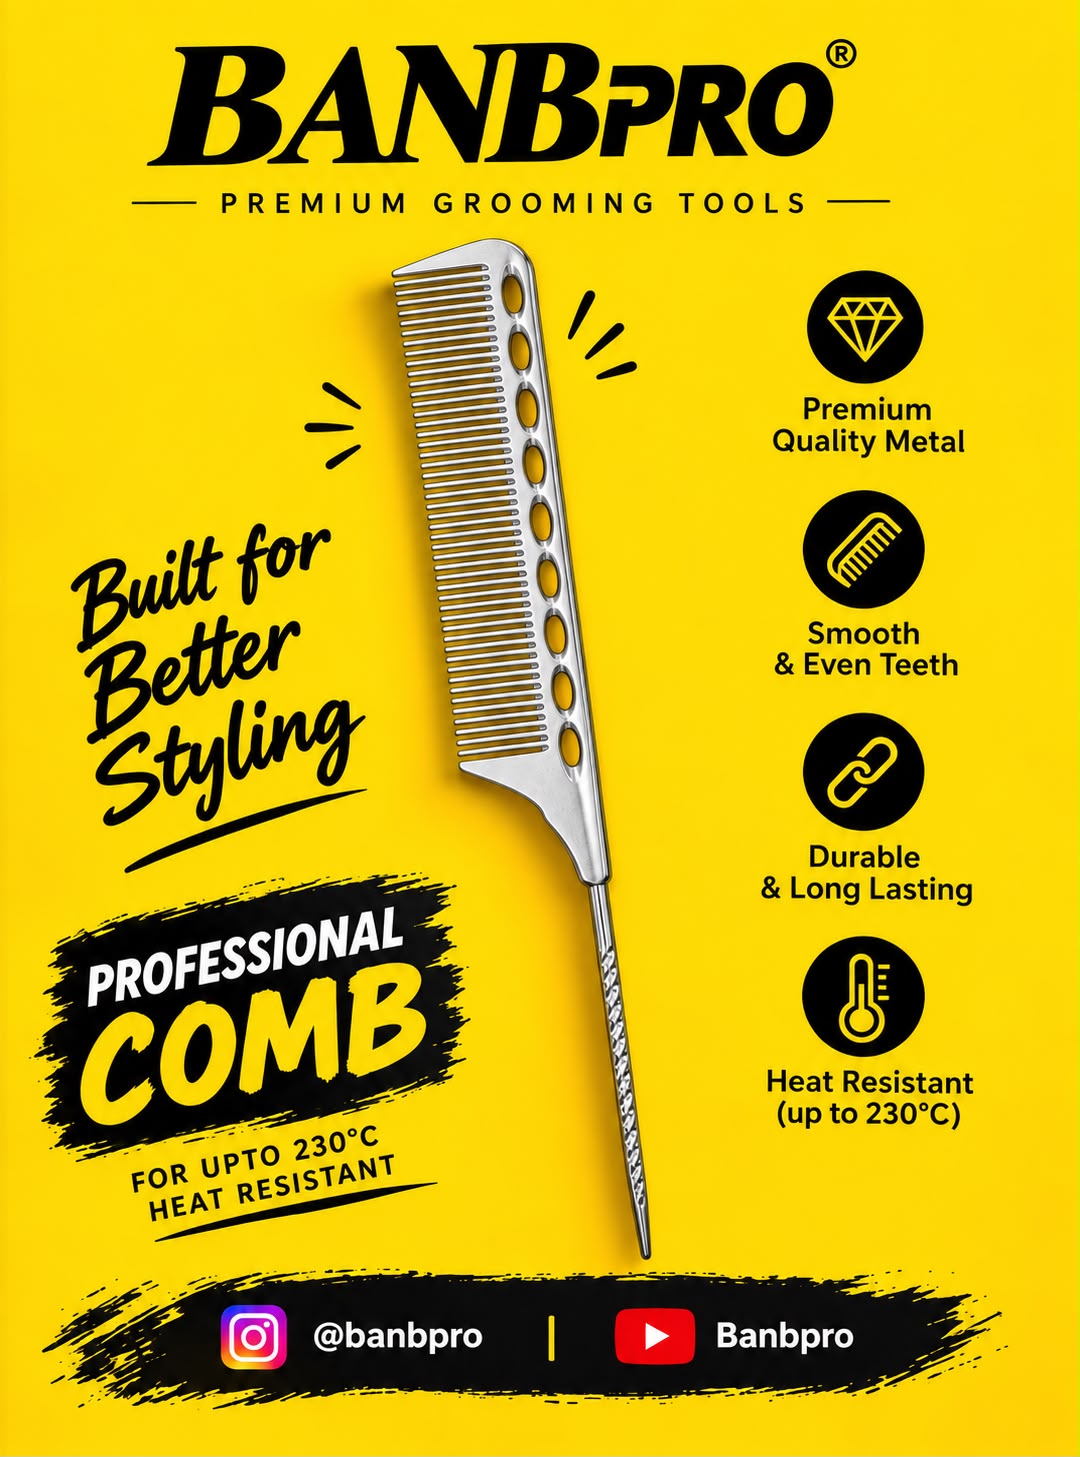 BANBPRO®
PREMIUM GROOMING TOOLS
Premium
Quality Metal
Smooth
& Even Teeth
Durable
& Long Lasting
Heat Resistant
(up to 230°C)
Built for
Better
Styling
PROFESSIONAL
COMB
FOR UPTO 230°C
HEAT RESISTANT
@banbpro | Banbpro